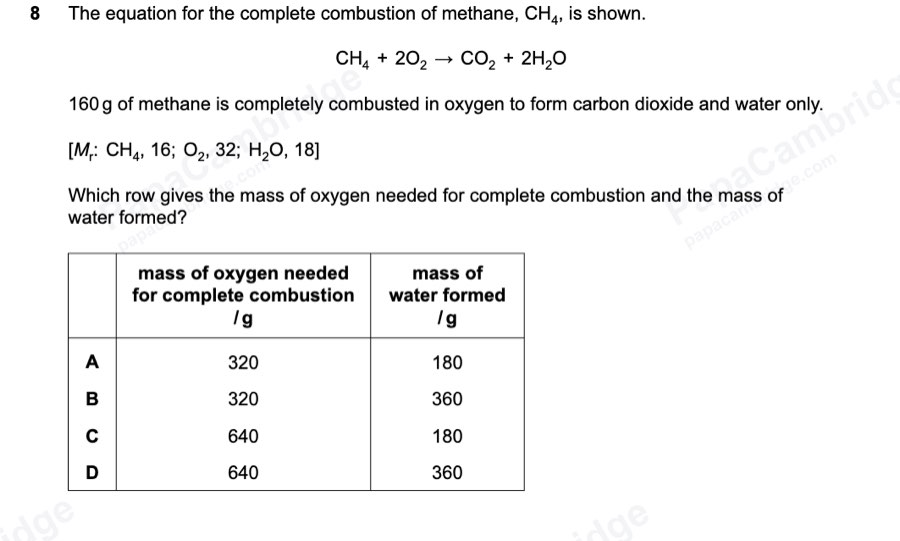 8 The equation for the complete combustion of methane, CH₄, is shown.
CH₄ + 2O₂ → CO₂ + 2H₂O
160 g of methane is completely combusted in oxygen to form carbon dioxide and water only.
[Mᵣ: CH₄, 16; O₂, 32; H₂O, 18]
Which row gives the mass of oxygen needed for complete combustion and the mass of
water formed?
mass of oxygen needed
for complete combustion
/ g
mass of
water formed
/ g
A 320 180
B 320 360
C 640 180
D 640 360
PapaCambridge
papacambridge.com